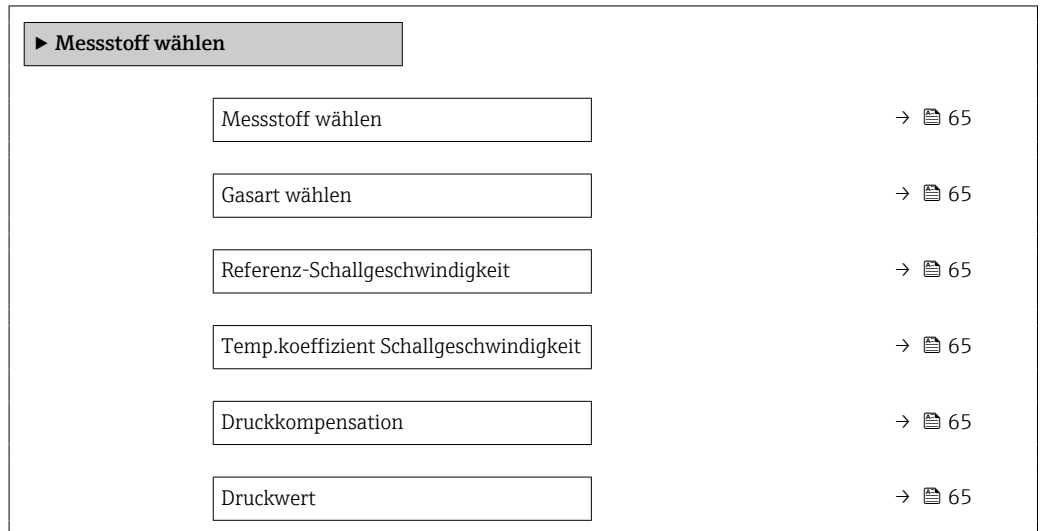 ▶ Messstoff wählen
Messstoff wählen → 65
Gasart wählen → 65
Referenz-Schallgeschwindigkeit → 65
Temp.koeffizient Schallgeschwindigkeit → 65
Druckkompensation → 65
Druckwert → 65